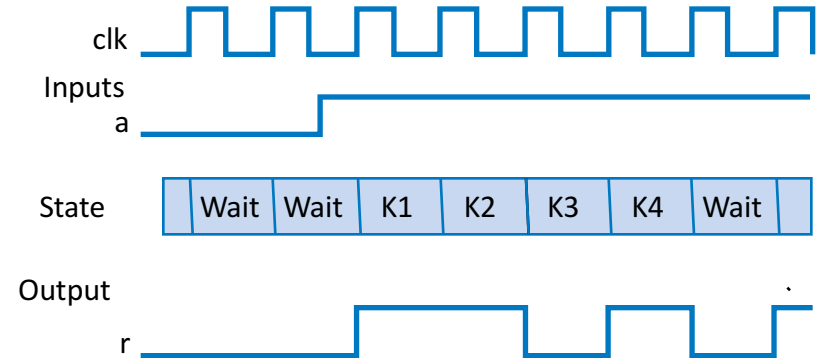 clk
Inputs
a
State Wait Wait K1 K2 K3 K4 Wait
Output
r